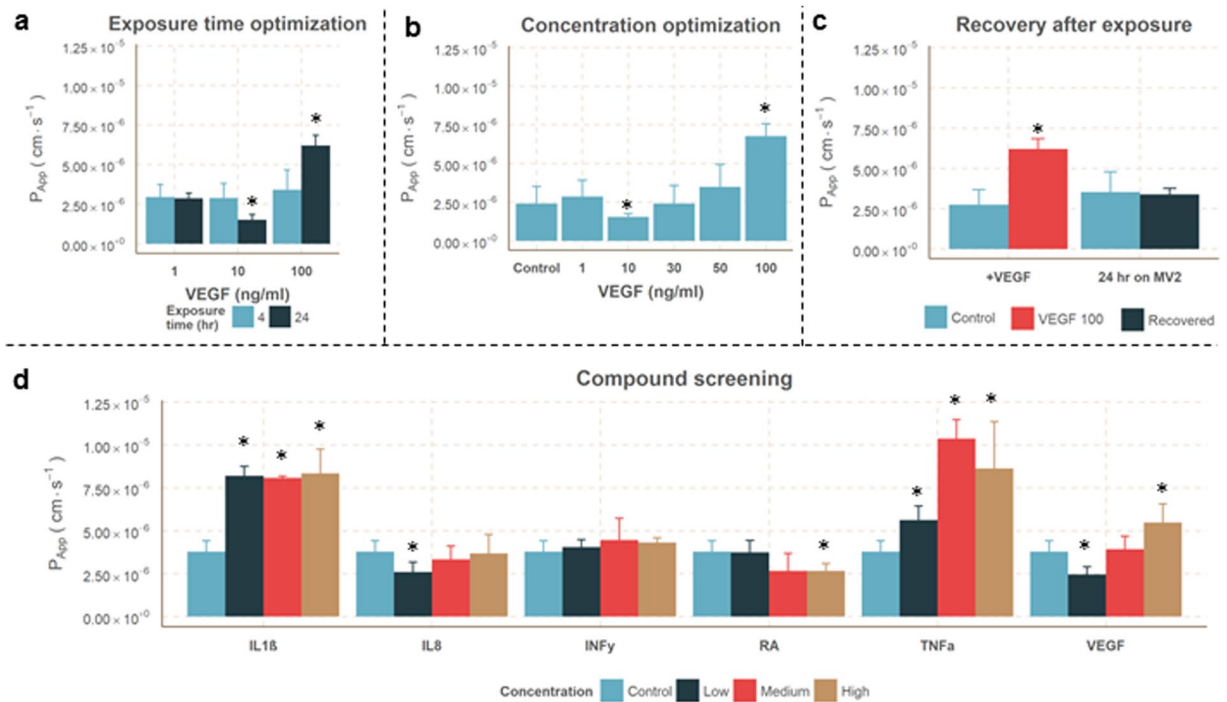 a
Exposure time optimization
P_App ( cm · s⁻¹ )
1.25 × 10⁻⁵
1.00 × 10⁻⁵
7.50 × 10⁻⁶
5.00 × 10⁻⁶
2.50 × 10⁻⁶
0.00 × 10⁺⁰
*
*
1 10 100
VEGF (ng/ml)
Exposure
time (hr) 4 24
b
Concentration optimization
P_App ( cm · s⁻¹ )
1.25 × 10⁻⁵
1.00 × 10⁻⁵
7.50 × 10⁻⁶
5.00 × 10⁻⁶
2.50 × 10⁻⁶
0.00 × 10⁺⁰
*
*
Control 1 10 30 50 100
VEGF (ng/ml)
c
Recovery after exposure
P_App ( cm · s⁻¹ )
1.25 × 10⁻⁵
1.00 × 10⁻⁵
7.50 × 10⁻⁶
5.00 × 10⁻⁶
2.50 × 10⁻⁶
0.00 × 10⁺⁰
*
+VEGF 24 hr on MV2
Control VEGF 100 Recovered
d
Compound screening
P_App ( cm · s⁻¹ )
1.25 × 10⁻⁵
1.00 × 10⁻⁵
7.50 × 10⁻⁶
5.00 × 10⁻⁶
2.50 × 10⁻⁶
0.00 × 10⁺⁰
* * * * * * * * * *
IL1ß IL8 INFy RA TNFa VEGF
Concentration Control Low Medium High